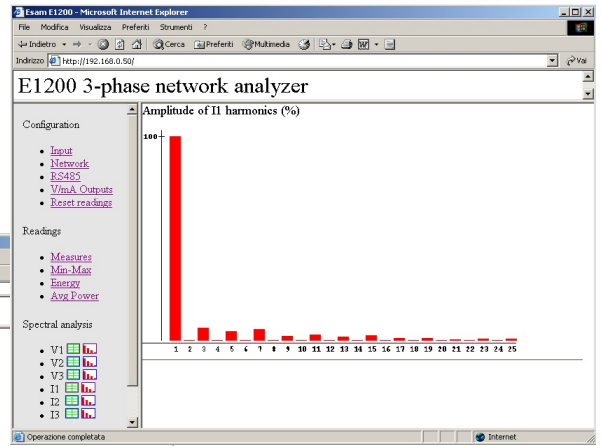 Esam E1200 - Microsoft Internet Explorer
File Modifica Visualizza Preferiti Strumenti ?
Indietro Cerca Preferiti Multimedia
Indirizzo http://192.168.0.50/ Vai
E1200 3-phase network analyzer
Configuration
Input
Network
RS485
V/mA Outputs
Reset readings
Readings
Measures
Min-Max
Energy
Avg Power
Spectral analysis
V1
V2
V3
I1
I2
I3
Amplitude of I1 harmonics (%)
100
1 2 3 4 5 6 7 8 9 10 11 12 13 14 15 16 17 18 19 20 21 22 23 24 25
Operazione completata Internet